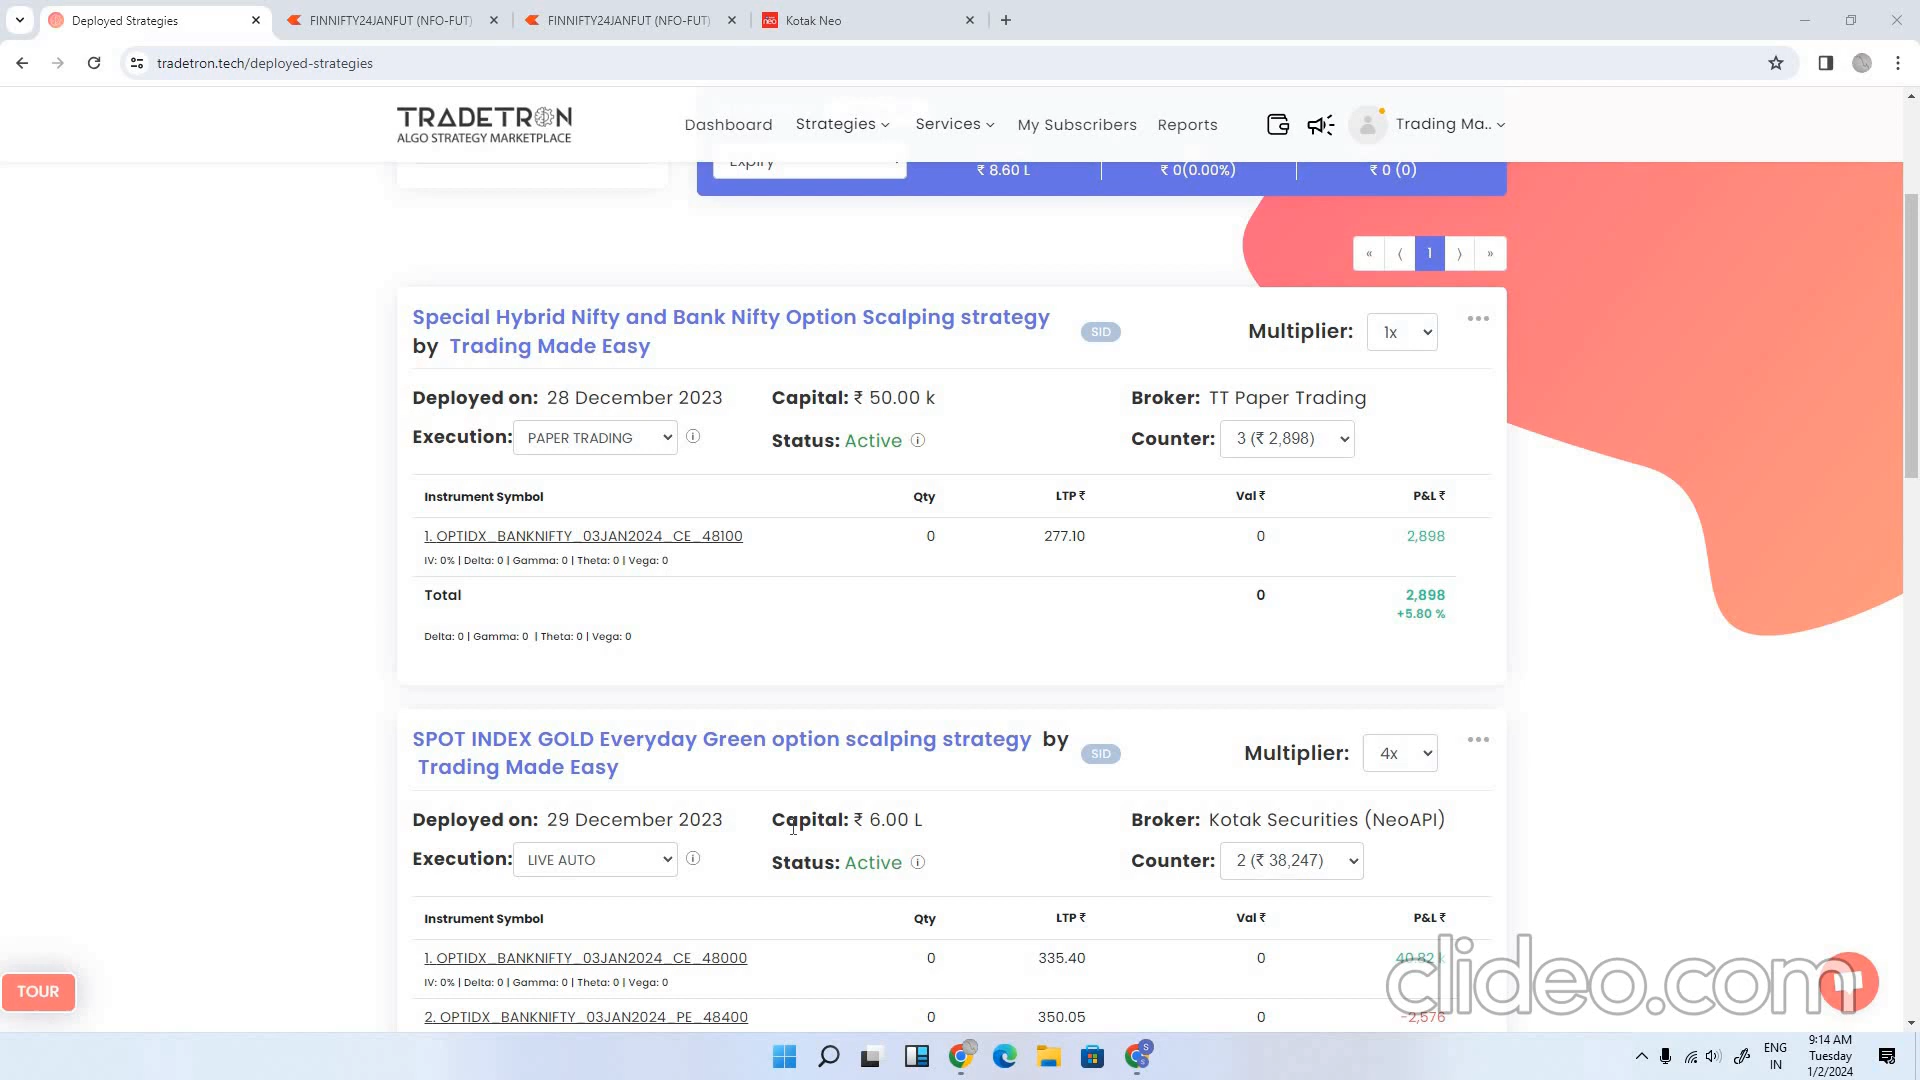 Deployed Strategies
FINNIFTY24JANFUT (NFO-FUT)
FINNIFTY24JANFUT (NFO-FUT)
Kotak Neo
tradetron.tech/deployed-strategies
TRADETRON
ALGO STRATEGY MARKETPLACE
Dashboard Strategies Services My Subscribers Reports Trading Ma..
Expiry ₹ 8.60 L ₹ 0(0.00%) ₹ 0 (0)
« ⟨ 1 ⟩ »
Special Hybrid Nifty and Bank Nifty Option Scalping strategy
by Trading Made Easy
SID
Multiplier: 1x
Deployed on: 28 December 2023 Capital: ₹ 50.00 k Broker: TT Paper Trading
Execution: PAPER TRADING Status: Active Counter: 3 (₹ 2,898)
Instrument Symbol Qty LTP ₹ Val ₹ P&L ₹
1. OPTIDX_BANKNIFTY_03JAN2024_CE_48100 0 277.10 0 2,898
IV: 0% | Delta: 0 | Gamma: 0 | Theta: 0 | Vega: 0
Total 0 2,898
+5.80 %
Delta: 0 | Gamma: 0 | Theta: 0 | Vega: 0
SPOT INDEX GOLD Everyday Green option scalping strategy by
Trading Made Easy
SID
Multiplier: 4x
Deployed on: 29 December 2023 Capital: ₹ 6.00 L Broker: Kotak Securities (NeoAPI)
Execution: LIVE AUTO Status: Active Counter: 2 (₹ 38,247)
Instrument Symbol Qty LTP ₹ Val ₹ P&L ₹
1. OPTIDX_BANKNIFTY_03JAN2024_CE_48000 0 335.40 0 40.82 k
IV: 0% | Delta: 0 | Gamma: 0 | Theta: 0 | Vega: 0
2. OPTIDX_BANKNIFTY_03JAN2024_PE_48400 0 350.05 0 -2,576
TOUR
clideo.com
ENG
IN
9:14 AM
Tuesday
1/2/2024